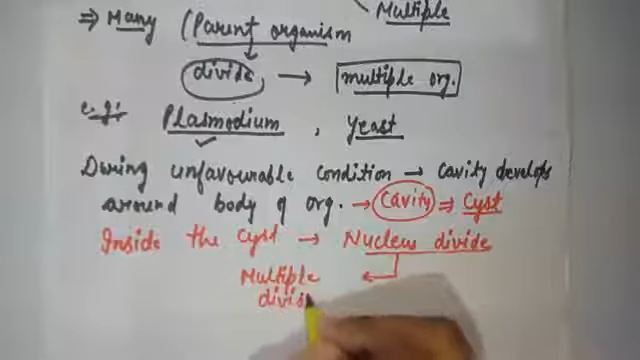 Multiple
⇒ Many (Parent organism
divide → multiple org.
e.g: Plasmodium , Yeast
During unfavourable condition → cavity develops
around body of org. → Cavity ⇒ Cyst
Inside the cyst → Nucleus divide
Multiple
divis